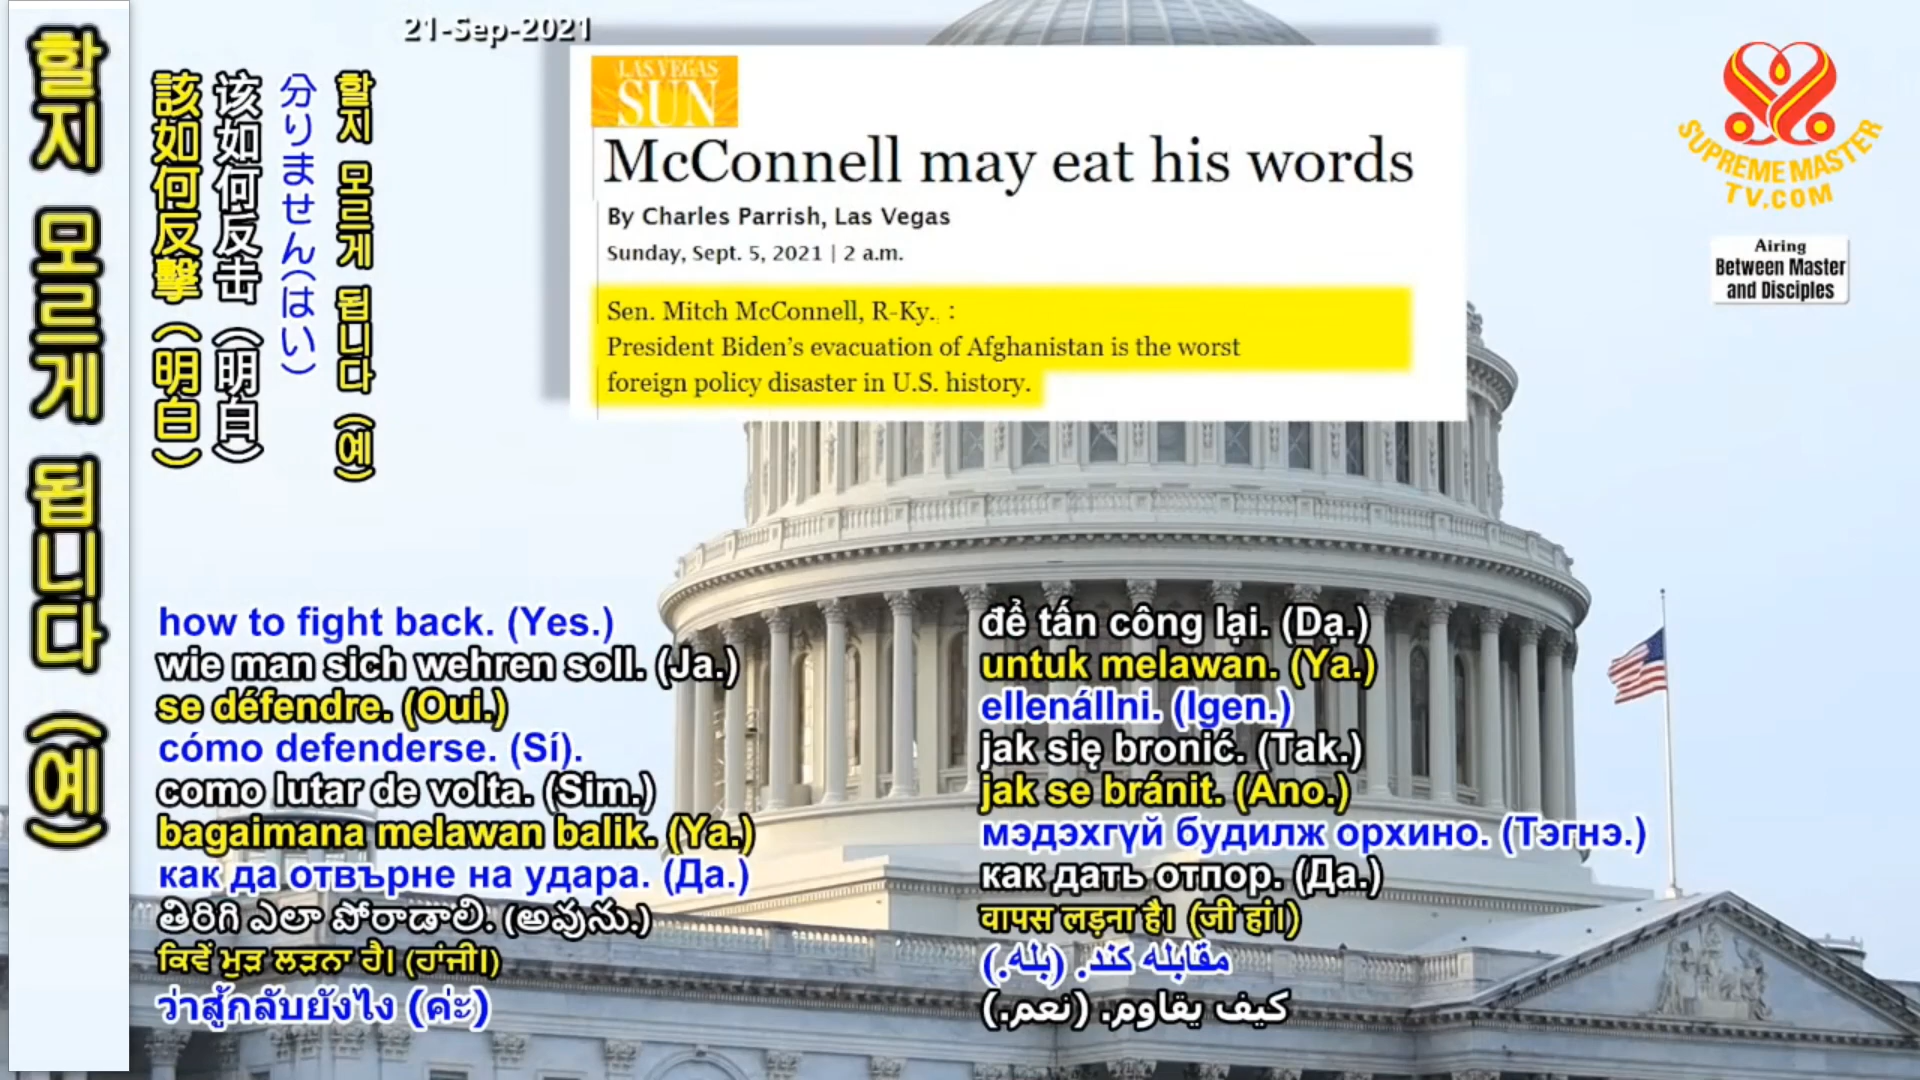 할지 모르게 됩니다 (예)
21-Sep-2021
該如何反擊（明白）
该如何反击（明白）
分りません(はい)
할지 모르게 됩니다 (예)
LAS VEGAS
SUN
McConnell may eat his words
By Charles Parrish, Las Vegas
Sunday, Sept. 5, 2021 | 2 a.m.
Sen. Mitch McConnell, R-Ky. :
President Biden’s evacuation of Afghanistan is the worst
foreign policy disaster in U.S. history.
SUPREME MASTER
TV.COM
Airing
Between Master
and Disciples
how to fight back. (Yes.)
wie man sich wehren soll. (Ja.)
se défendre. (Oui.)
cómo defenderse. (Sí).
como lutar de volta. (Sim.)
bagaimana melawan balik. (Ya.)
как да отвърне на удара. (Да.)
తిరిగి ఎలా పోరాడాలి. (అవును.)
ਕਿਵੇਂ ਮੁੜ ਲੜਨਾ ਹੈ। (ਹਾਂਜੀ।)
ว่าสู้กลับยังไง (ค่ะ)
để tấn công lại. (Dạ.)
untuk melawan. (Ya.)
ellenállni. (Igen.)
jak się bronić. (Tak.)
jak se bránit. (Ano.)
мэдэхгүй будилж орхино. (Тэгнэ.)
как дать отпор. (Да.)
वापस लड़ना है। (जी हां।)
مقابله کند. (بله.)
كيف يقاوم. (نعم.)